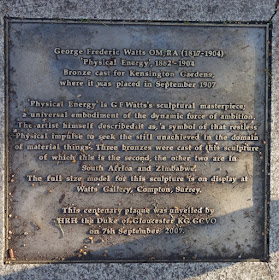 George Frederic Watts OM, RA (1817-1904)
'Physical Energy', 1882-1904
Bronze cast for Kensington Gardens,
where it was placed in September 1907
Physical Energy is G F Watts's sculptural masterpiece,
a universal embodiment of the dynamic force of ambition.
The artist himself described it as, 'a symbol of that restless
Physical impulse to seek the still unachieved in the domain
of material things'. Three bronzes were cast of this sculpture
of which this is the second, the other two are in
South Africa and Zimbabwe.
The full size model for this sculpture is on display at
Watts Gallery, Compton, Surrey.
This centenary plaque was unveiled by
HRH the Duke of Gloucester KG, GCVO
on 7th September, 2007